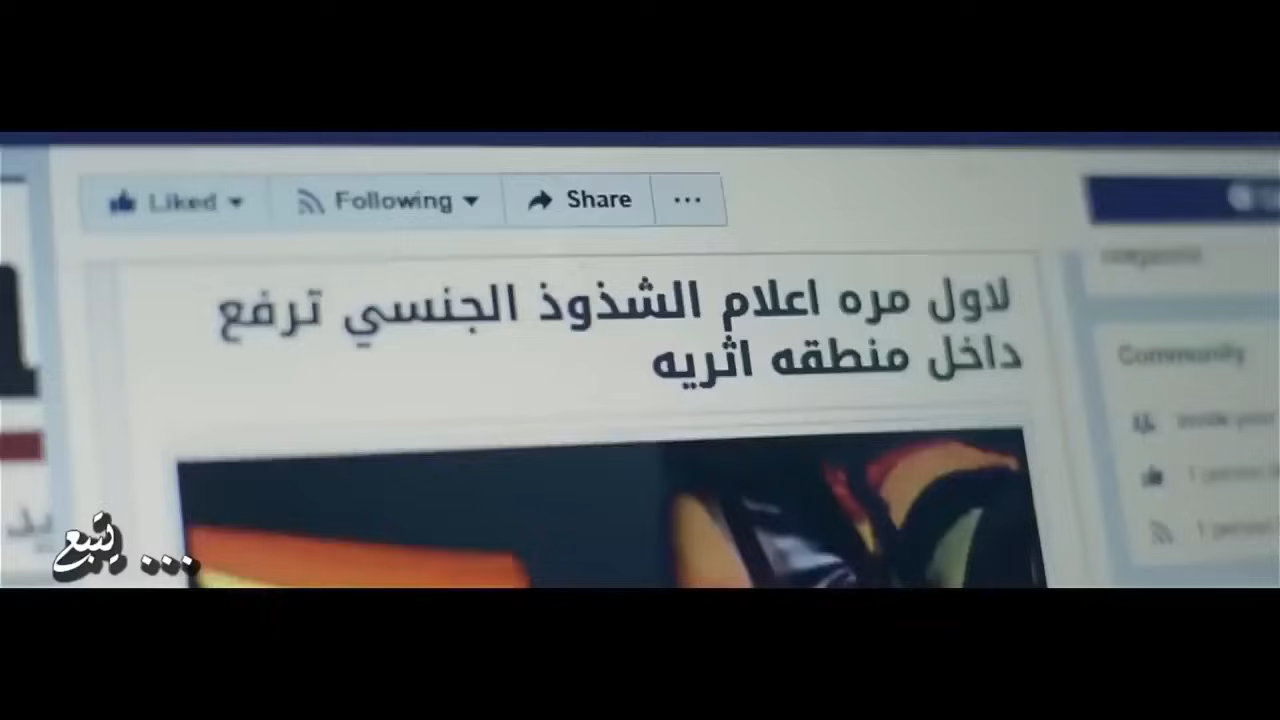 Liked
Following
Share
...
لاول مره اعلام الشذوذ الجنسي ترفع
داخل منطقه اثريه
Community
يتبع ...